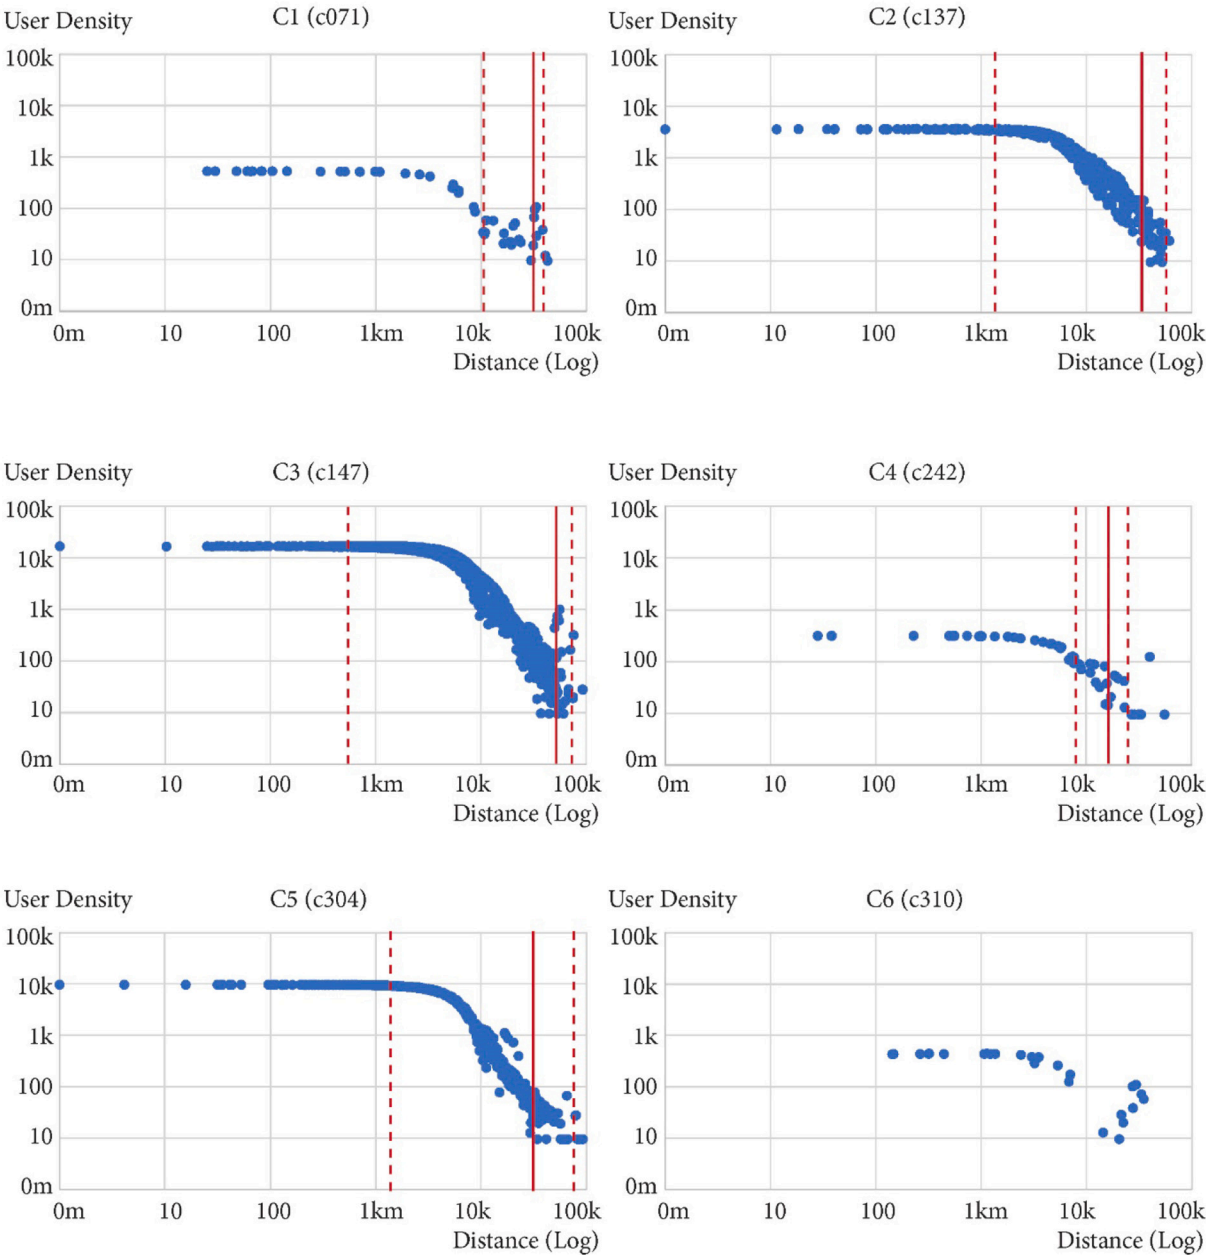 User Density C1 (c071)
100k
10k
1k
100
10
0m
0m 10 100 1km 10k 100k
Distance (Log)
User Density C2 (c137)
100k
10k
1k
100
10
0m
0m 10 100 1km 10k 100k
Distance (Log)
User Density C3 (c147)
100k
10k
1k
100
10
0m
0m 10 100 1km 10k 100k
Distance (Log)
User Density C4 (c242)
100k
10k
1k
100
10
0m
0m 10 100 1km 10k 100k
Distance (Log)
User Density C5 (c304)
100k
10k
1k
100
10
0m
0m 10 100 1km 10k 100k
Distance (Log)
User Density C6 (c310)
100k
10k
1k
100
10
0m
0m 10 100 1km 10k 100k
Distance (Log)